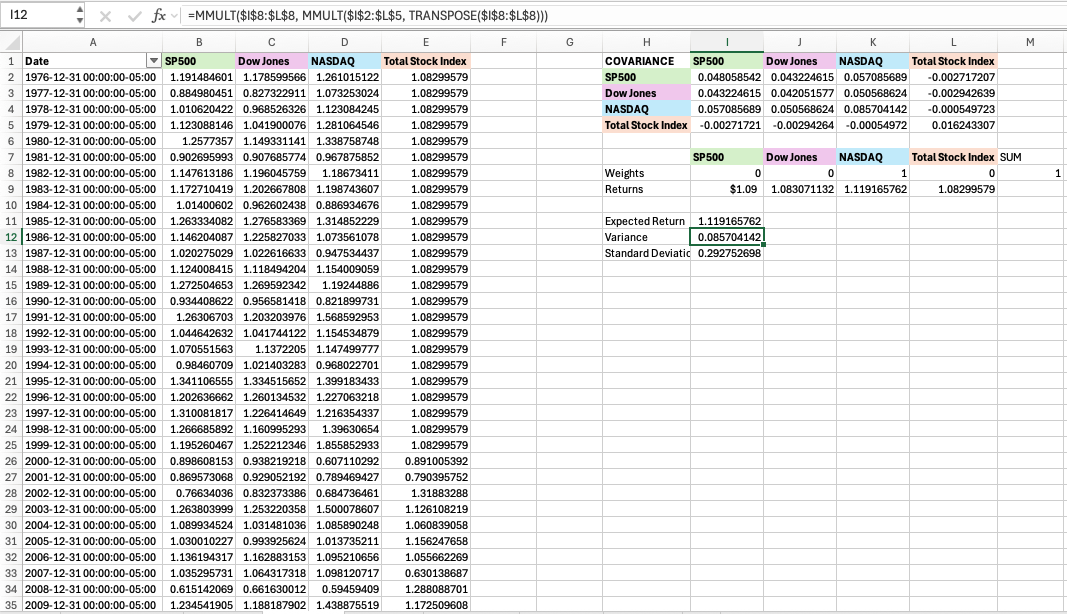 I12 fx =MMULT($I$8:$L$8, MMULT($I$2:$L$5, TRANSPOSE($I$8:$L$8)))
A B C D E F G H I J K L M
1 Date SP500 Dow Jones NASDAQ Total Stock Index COVARIANCE SP500 Dow Jones NASDAQ Total Stock Index
2 1976-12-31 00:00:00-05:00 1.191484601 1.178599566 1.261015122 1.08299579 SP500 0.048058542 0.043224615 0.057085689 -0.002717207
3 1977-12-31 00:00:00-05:00 0.884980451 0.827322911 1.073253024 1.08299579 Dow Jones 0.043224615 0.042051577 0.050568624 -0.002942639
4 1978-12-31 00:00:00-05:00 1.010620422 0.968526326 1.123084245 1.08299579 NASDAQ 0.057085689 0.050568624 0.085704142 -0.000549723
5 1979-12-31 00:00:00-05:00 1.123088146 1.041900076 1.281064546 1.08299579 Total Stock Index -0.00271721 -0.00294264 -0.00054972 0.016243307
6 1980-12-31 00:00:00-05:00 1.2577357 1.149331141 1.338758748 1.08299579
7 1981-12-31 00:00:00-05:00 0.902695993 0.907685774 0.967875852 1.08299579 SP500 Dow Jones NASDAQ Total Stock Index SUM
8 1982-12-31 00:00:00-05:00 1.147613186 1.196045759 1.18673411 1.08299579 Weights 0 0 1 0 1
9 1983-12-31 00:00:00-05:00 1.172710419 1.202667808 1.198743607 1.08299579 Returns $1.09 1.083071132 1.119165762 1.08299579
10 1984-12-31 00:00:00-05:00 1.01400602 0.962602438 0.886934676 1.08299579
11 1985-12-31 00:00:00-05:00 1.263334082 1.276583369 1.314852229 1.08299579 Expected Return 1.119165762
12 1986-12-31 00:00:00-05:00 1.146204087 1.225827033 1.073561078 1.08299579 Variance 0.085704142
13 1987-12-31 00:00:00-05:00 1.020275029 1.022616633 0.947534437 1.08299579 Standard Deviatic 0.292752698
14 1988-12-31 00:00:00-05:00 1.124008415 1.118494204 1.154009059 1.08299579
15 1989-12-31 00:00:00-05:00 1.272504653 1.269592342 1.19244886 1.08299579
16 1990-12-31 00:00:00-05:00 0.934408622 0.956581418 0.821899731 1.08299579
17 1991-12-31 00:00:00-05:00 1.26306703 1.203203976 1.568592953 1.08299579
18 1992-12-31 00:00:00-05:00 1.044642632 1.041744122 1.154534879 1.08299579
19 1993-12-31 00:00:00-05:00 1.070551563 1.1372205 1.147499777 1.08299579
20 1994-12-31 00:00:00-05:00 0.98460709 1.021403283 0.968022701 1.08299579
21 1995-12-31 00:00:00-05:00 1.341106555 1.334515652 1.399183433 1.08299579
22 1996-12-31 00:00:00-05:00 1.202636662 1.260134532 1.227063218 1.08299579
23 1997-12-31 00:00:00-05:00 1.310081817 1.226414649 1.216354337 1.08299579
24 1998-12-31 00:00:00-05:00 1.266685892 1.160995293 1.39630654 1.08299579
25 1999-12-31 00:00:00-05:00 1.195260467 1.252212346 1.855852933 1.08299579
26 2000-12-31 00:00:00-05:00 0.898608153 0.938219218 0.607110292 0.891005392
27 2001-12-31 00:00:00-05:00 0.869573068 0.929052192 0.789469427 0.790395752
28 2002-12-31 00:00:00-05:00 0.76634036 0.832373386 0.684736461 1.31883288
29 2003-12-31 00:00:00-05:00 1.263803999 1.253220358 1.500078607 1.126108219
30 2004-12-31 00:00:00-05:00 1.089934524 1.031481036 1.085890248 1.060839058
31 2005-12-31 00:00:00-05:00 1.030010227 0.993925624 1.013735211 1.156247658
32 2006-12-31 00:00:00-05:00 1.136194317 1.162883153 1.095210656 1.055662269
33 2007-12-31 00:00:00-05:00 1.035295731 1.064317318 1.098120717 0.630138687
34 2008-12-31 00:00:00-05:00 0.615142069 0.661630012 0.59459409 1.288088701
35 2009-12-31 00:00:00-05:00 1.234541905 1.188187902 1.438875519 1.172509608